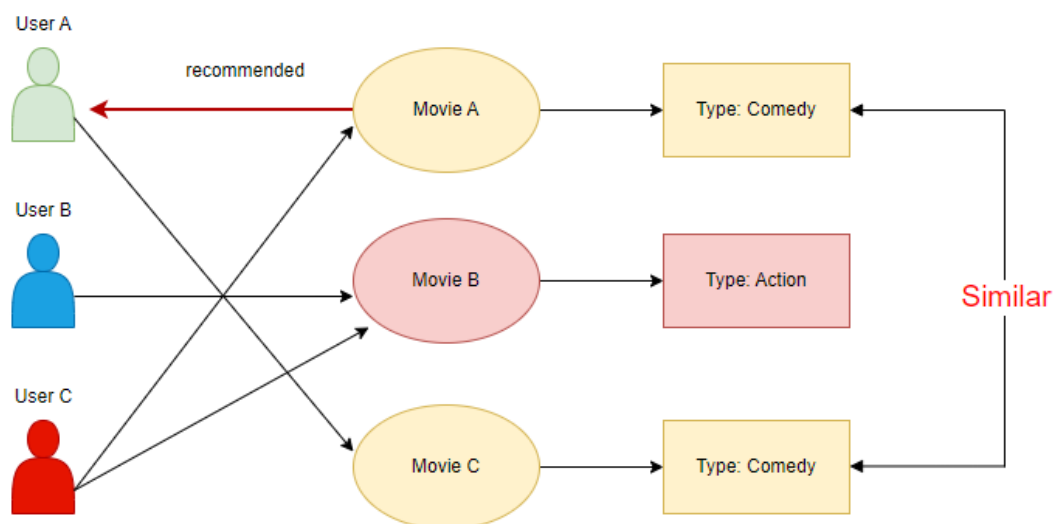 User A
recommended
Movie A
Type: Comedy
User B
Movie B
Type: Action
Similar
User C
Movie C
Type: Comedy